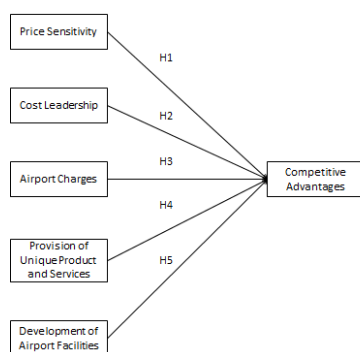 Price Sensitivity
H1
Cost Leadership
H2
Airport Charges
H3
Competitive
Advantages
H4
Provision of
Unique Product
and Services
H5
Development of
Airport Facilities